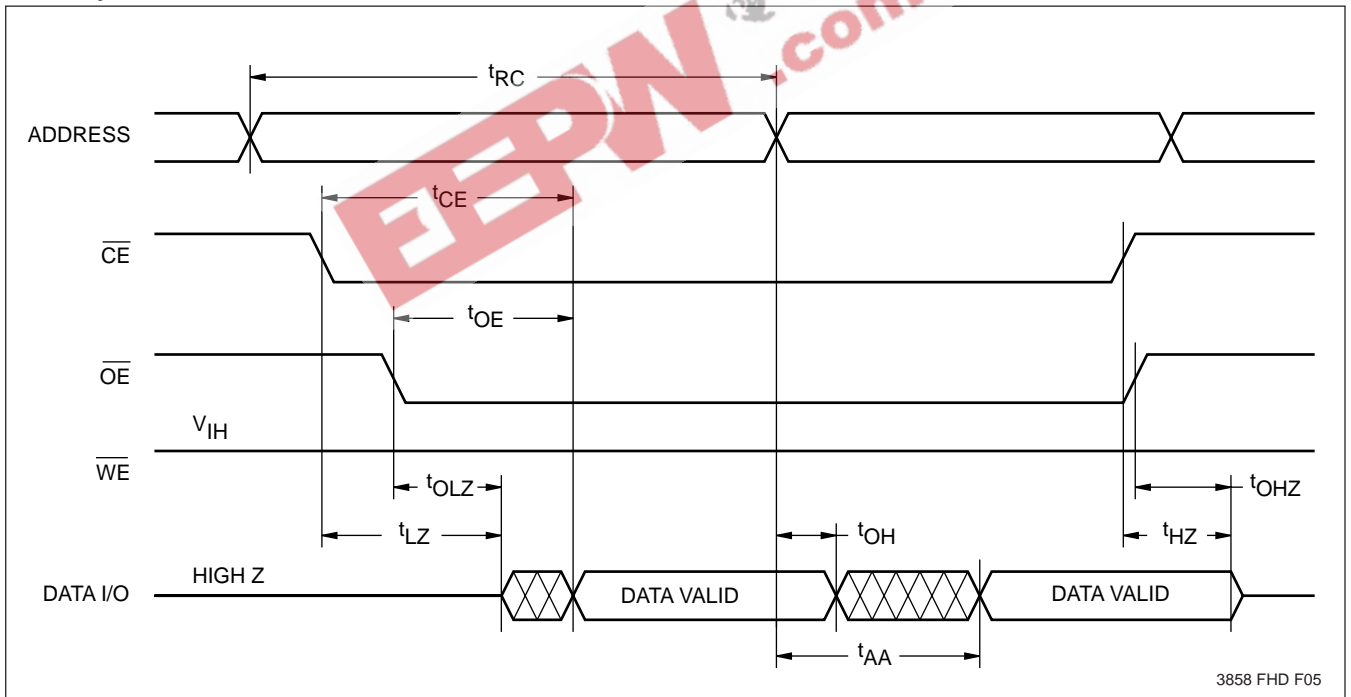 EEPW .com
tRC
ADDRESS
tCE
CE
tOE
OE
VIH
WE
tOLZ
tOHZ
tLZ
tOH
tHZ
DATA I/O
HIGH Z
DATA VALID
DATA VALID
tAA
3858 FHD F05